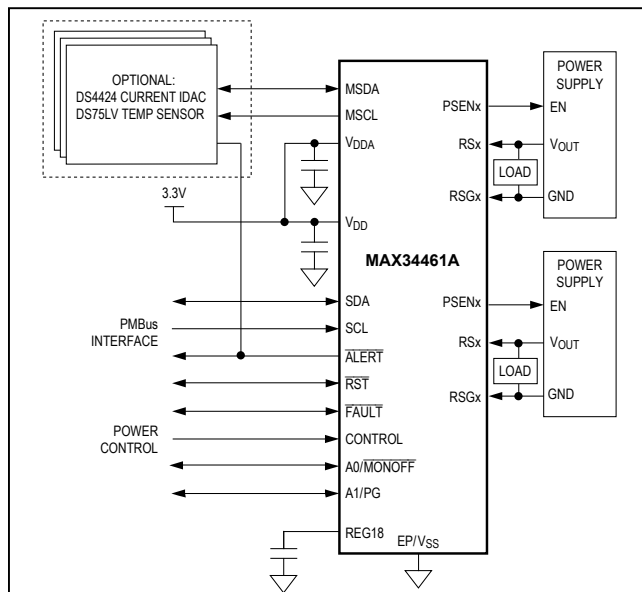 OPTIONAL:
DS4424 CURRENT IDAC
DS75LV TEMP SENSOR
3.3V
PMBus
INTERFACE
POWER
CONTROL
MSDA
MSCL
VDDA
VDD
MAX34461A
SDA
SCL
ALERT
RST
FAULT
CONTROL
A0/MONOFF
A1/PG
REG18
EP/VSS
PSENx
RSx
RSGx
PSENx
RSx
RSGx
POWER
SUPPLY
EN
VOUT
LOAD
GND
POWER
SUPPLY
EN
VOUT
LOAD
GND